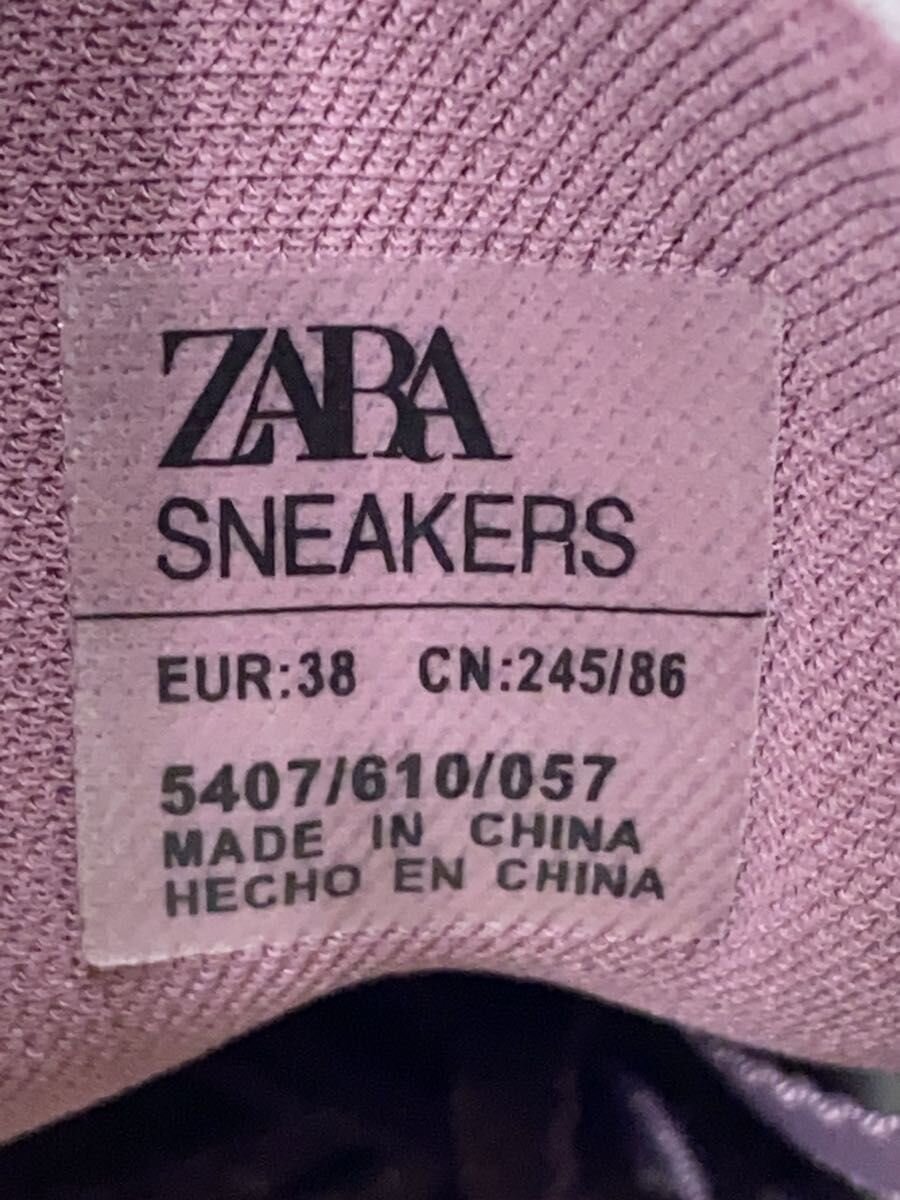 ZARA
SNEAKERS
EUR:38 CN:245/86
5407/610/057
MADE IN CHINA
HECHO EN CHINA